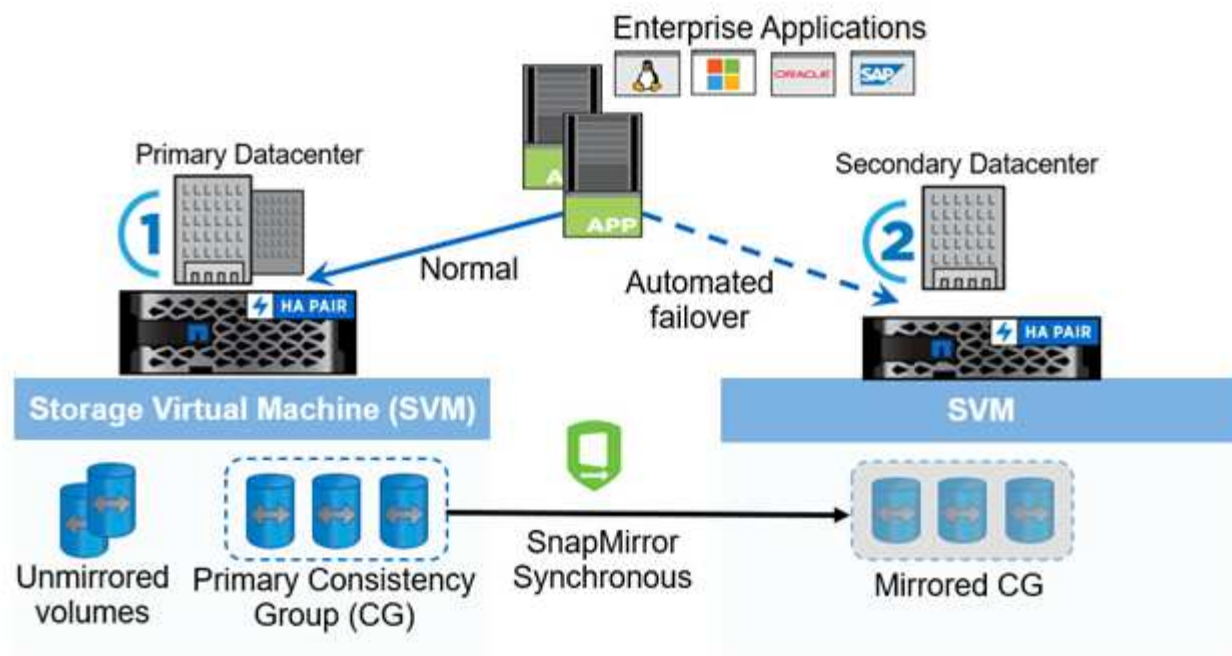 Enterprise Applications
ORACLE
SAP
Primary Datacenter
Secondary Datacenter
1
A
APP
2
Normal
Automated
failover
HA PAIR
HA PAIR
Storage Virtual Machine (SVM)
SVM
Unmirrored
volumes
Primary Consistency
Group (CG)
SnapMirror
Synchronous
Mirrored CG